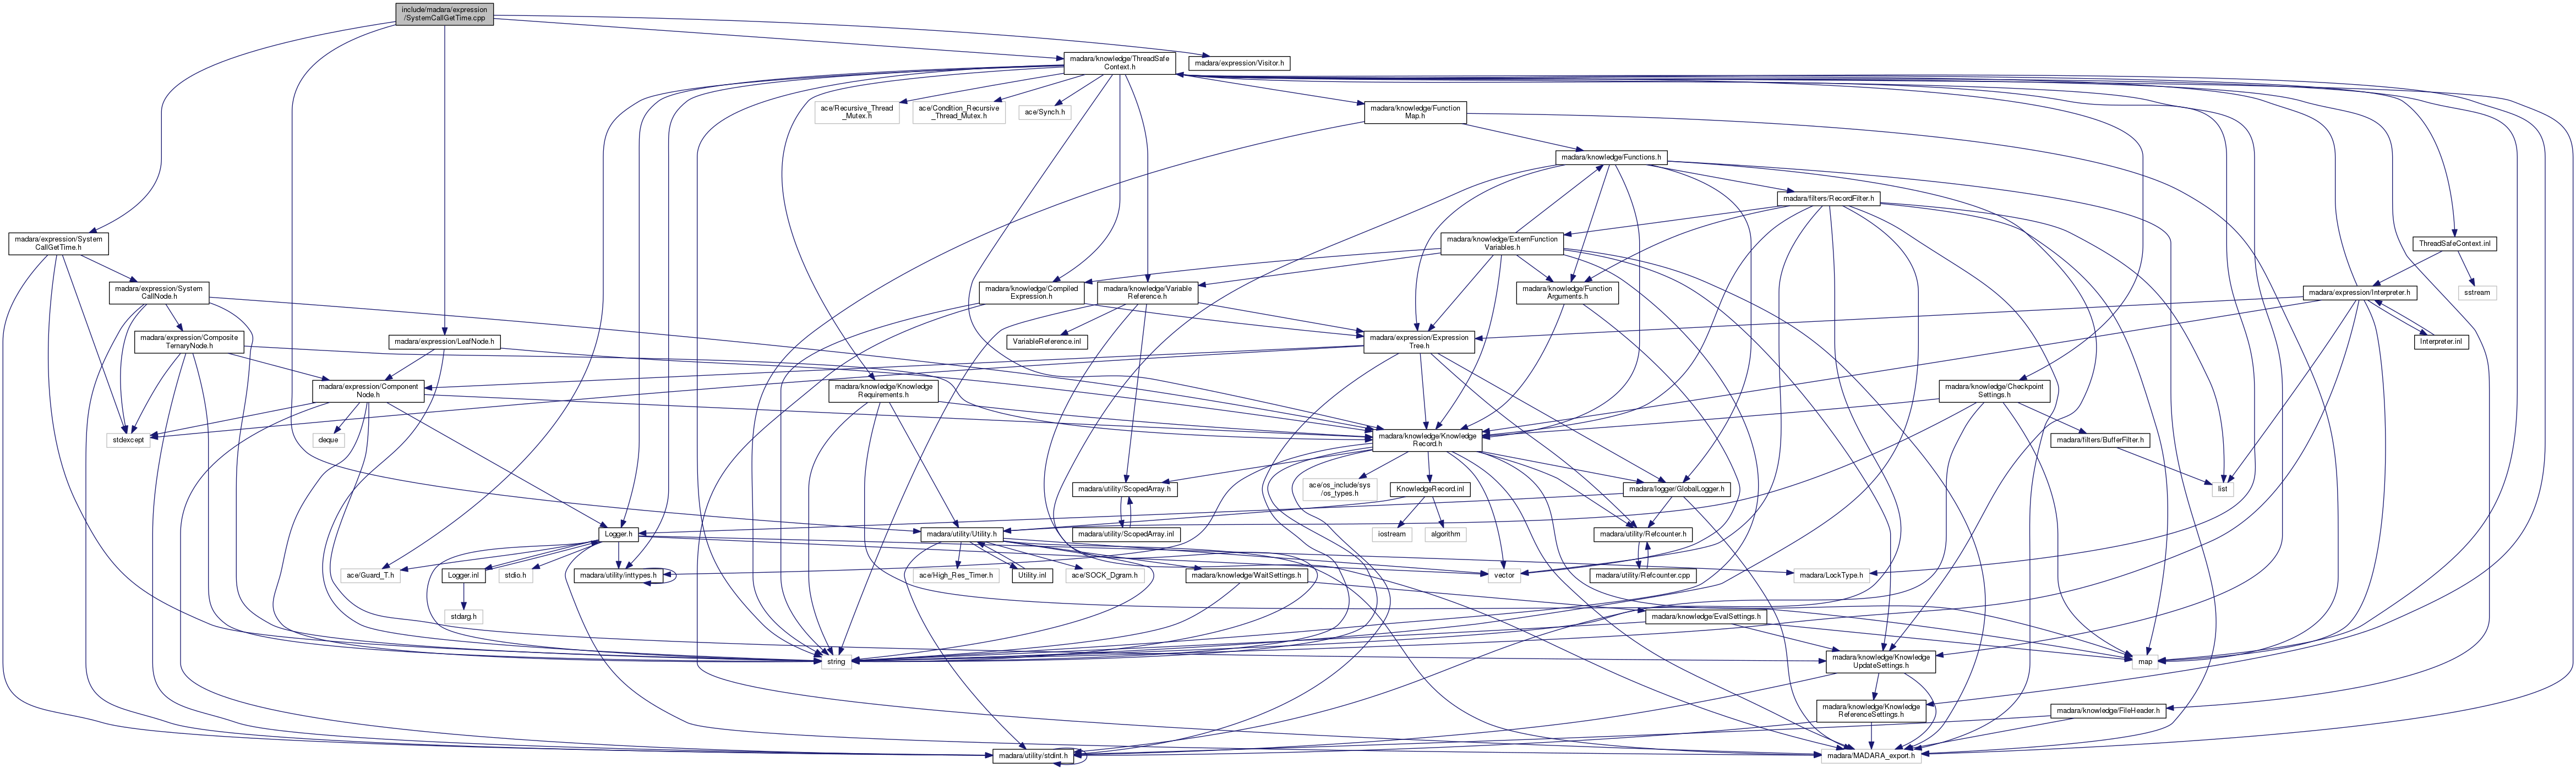 include/madara/expression
/SystemCallGetTime.cpp
madara/knowledge/ThreadSafe
Context.h
madara/expression/Visitor.h
ace/Recursive_Thread
_Mutex.h
ace/Condition_Recursive
_Thread_Mutex.h
ace/Synch.h
madara/knowledge/Function
Map.h
madara/knowledge/Functions.h
madara/filters/RecordFilter.h
madara/expression/System
CallGetTime.h
madara/knowledge/ExternFunction
Variables.h
ThreadSafeContext.inl
madara/expression/System
CallNode.h
madara/knowledge/Compiled
Expression.h
madara/knowledge/Variable
Reference.h
madara/knowledge/Function
Arguments.h
madara/expression/Interpreter.h
sstream
madara/expression/Composite
TernaryNode.h
madara/expression/LeafNode.h
VariableReference.inl
madara/expression/Expression
Tree.h
Interpreter.inl
madara/expression/Component
Node.h
madara/knowledge/Knowledge
Requirements.h
madara/knowledge/Checkpoint
Settings.h
stdexcept
deque
madara/knowledge/Knowledge
Record.h
madara/filters/BufferFilter.h
madara/utility/ScopedArray.h
ace/os_include/sys
/os_types.h
KnowledgeRecord.inl
madara/logger/GlobalLogger.h
list
Logger.h
madara/utility/Utility.h
madara/utility/ScopedArray.inl
iostream
algorithm
madara/utility/Refcounter.h
ace/Guard_T.h
Logger.inl
stdio.h
madara/utility/inttypes.h
ace/High_Res_Timer.h
Utility.inl
ace/SOCK_Dgram.h
madara/knowledge/WaitSettings.h
vector
madara/utility/Refcounter.cpp
madara/LockType.h
stdarg.h
madara/knowledge/EvalSettings.h
string
madara/knowledge/Knowledge
UpdateSettings.h
map
madara/knowledge/Knowledge
ReferenceSettings.h
madara/knowledge/FileHeader.h
madara/utility/stdint.h
madara/MADARA_export.h